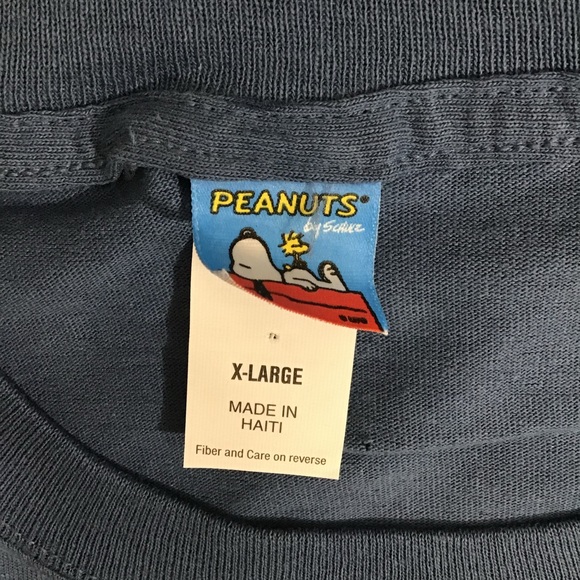 PEANUTS®
by SCHULZ
X-LARGE
MADE IN
HAITI
Fiber and Care on reverse